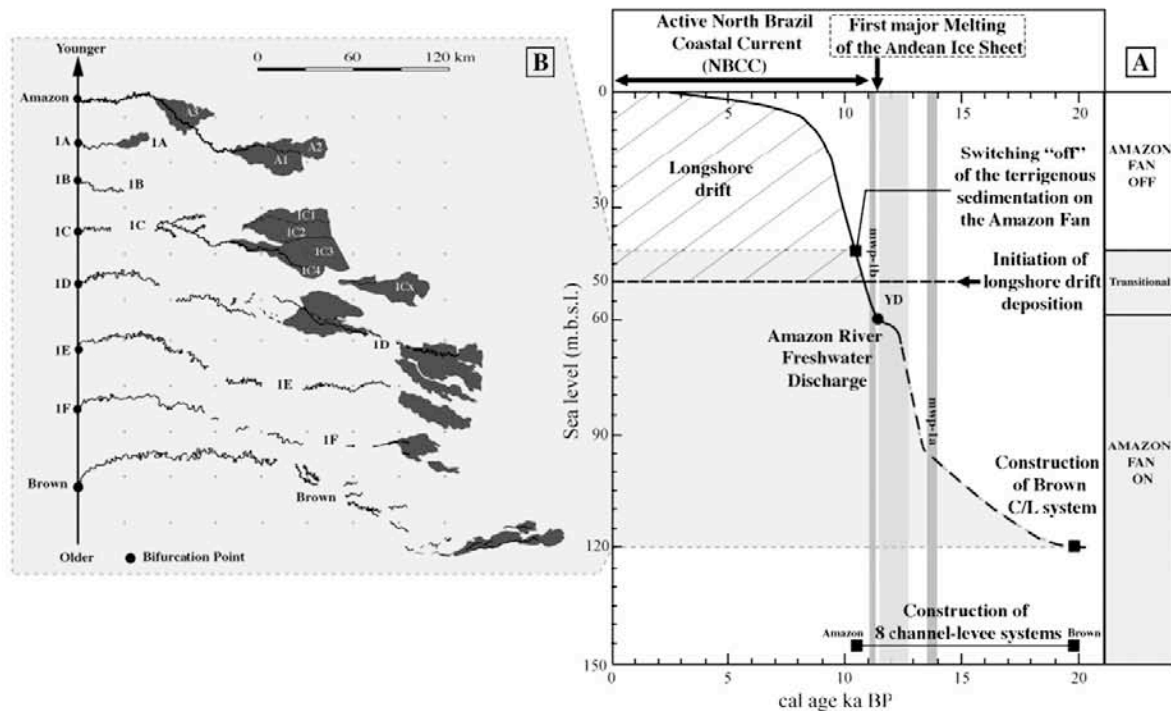 B
Younger
0
60
120 km
Amazon
A3
A2
A1
1A
1A
1B
1B
1C
1C
1C1
1C2
1C3
1C4
1Cx
1D
1D
1E
1E
1F
1F
Brown
Brown
Older
Bifurcation Point
Active North Brazil
Coastal Current
(NBCC)
First major Melting
of the Andean Ice Sheet
A
0
5
10
15
20
0
30
50
60
90
120
150
Sea level (m.b.s.l.)
Longshore
drift
mwp-1b
Switching “off”
of the terrigenous
sedimentation on
the Amazon Fan
Initiation of
longshore drift
deposition
YD
Amazon River
Freshwater
Discharge
mwp-1a
Construction
of Brown
C/L system
Construction of
8 channel-levee systems
Amazon
Brown
AMAZON
FAN
OFF
Transitional
AMAZON
FAN
ON
0
5
10
15
20
cal age ka BP